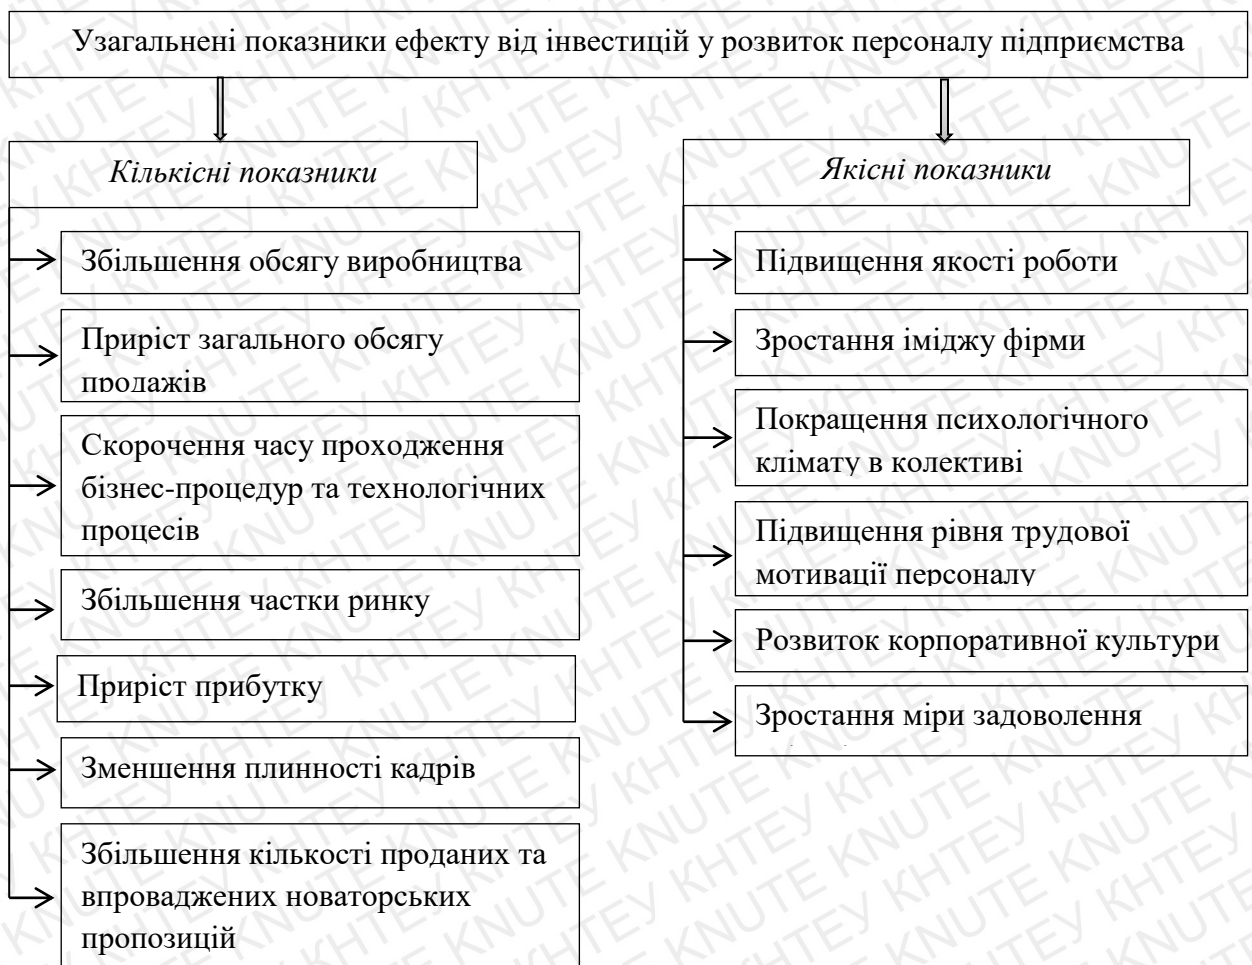 Узагальнені показники ефекту від інвестицій у розвиток персоналу підприємства
Кількісні показники
Збільшення обсягу виробництва
Приріст загального обсягу
продажів
Скорочення часу проходження
бізнес-процедур та технологічних
процесів
Збільшення частки ринку
Приріст прибутку
Зменшення плинності кадрів
Збільшення кількості проданих та
впроваджених новаторських
пропозицій
Якісні показники
Підвищення якості роботи
Зростання іміджу фірми
Покращення психологічного
клімату в колективі
Підвищення рівня трудової
мотивації персоналу
Розвиток корпоративної культури
Зростання міри задоволення